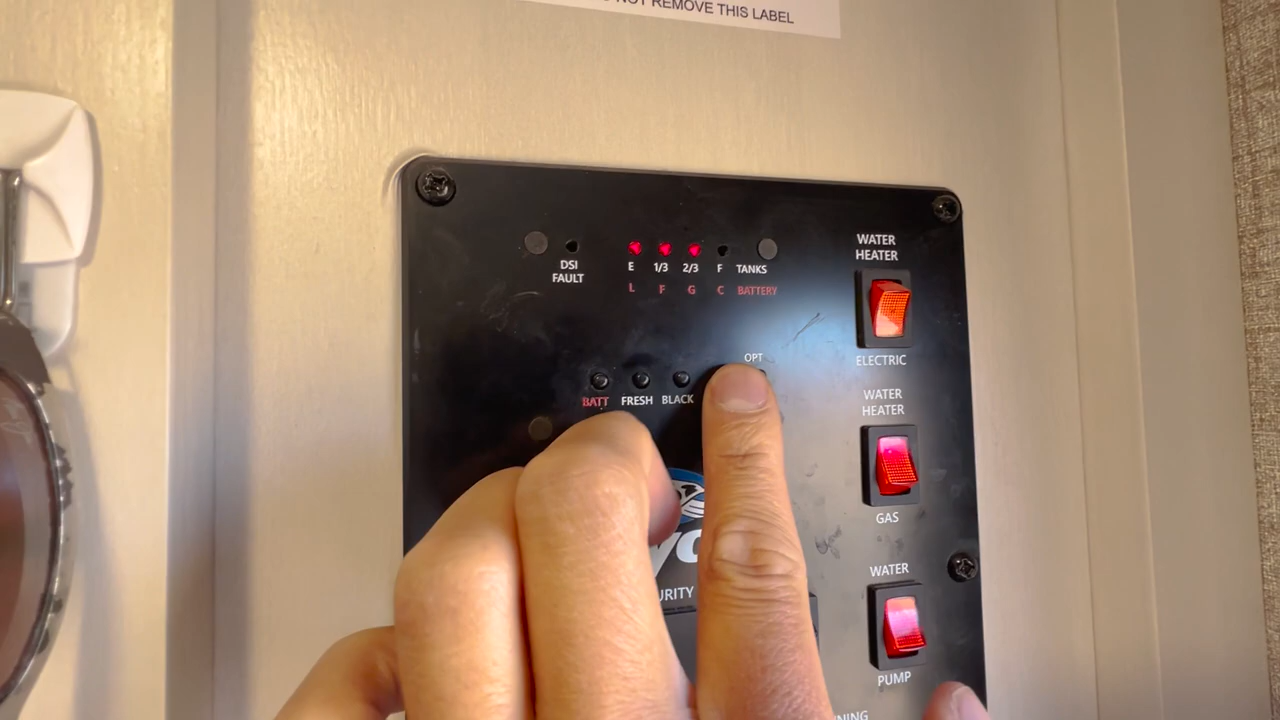 NOT REMOVE THIS LABEL
WATER
HEATER
DSI
FAULT
E 1/3 2/3 F TANKS
L F G C BATTERY
ELECTRIC
OPT
BATT FRESH BLACK
WATER
HEATER
GAS
WATER
PUMP